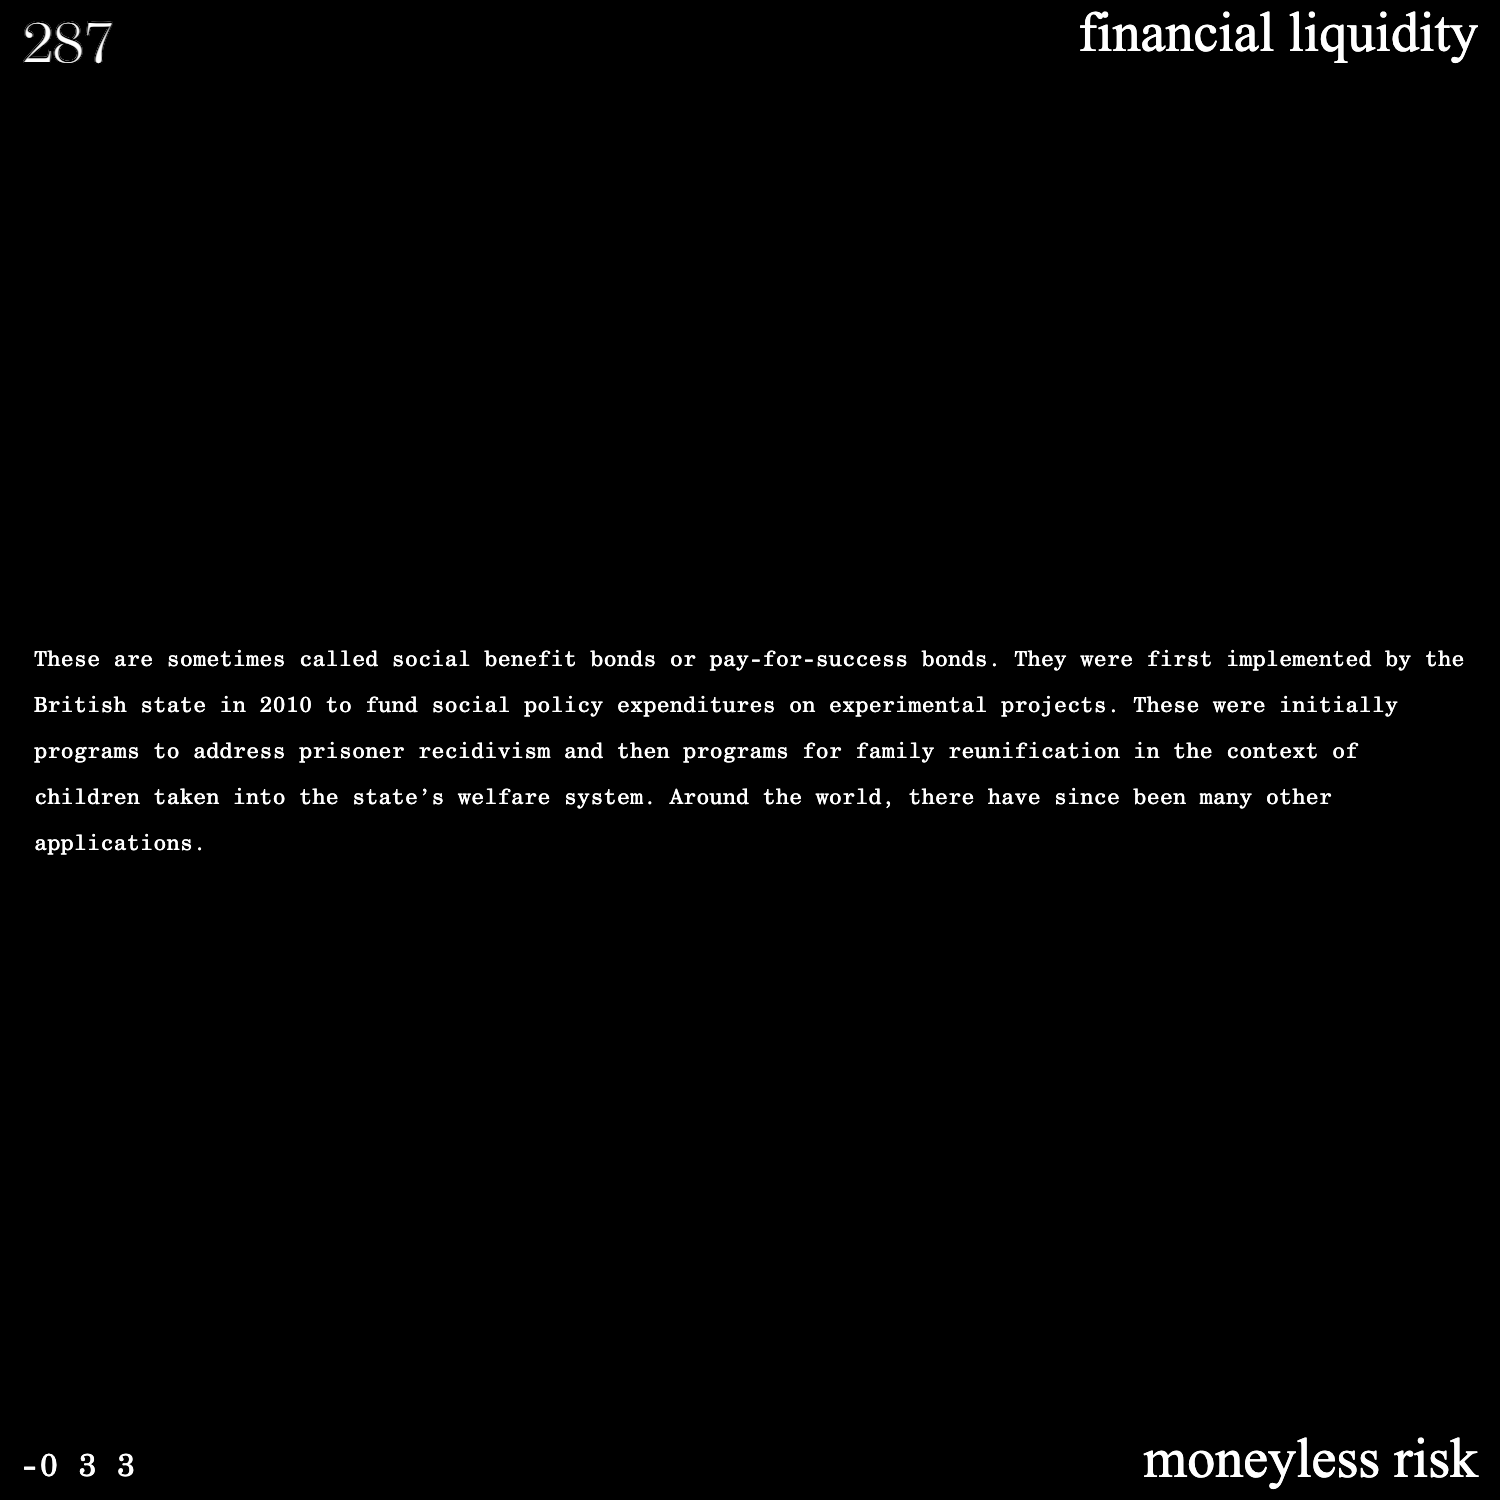 287
financial liquidity
These are sometimes called social benefit bonds or pay-for-success bonds. They were first implemented by the
British state in 2010 to fund social policy expenditures on experimental projects. These were initially
programs to address prisoner recidivism and then programs for family reunification in the context of
children taken into the state’s welfare system. Around the world, there have since been many other
applications.
-0 3 3
moneyless risk